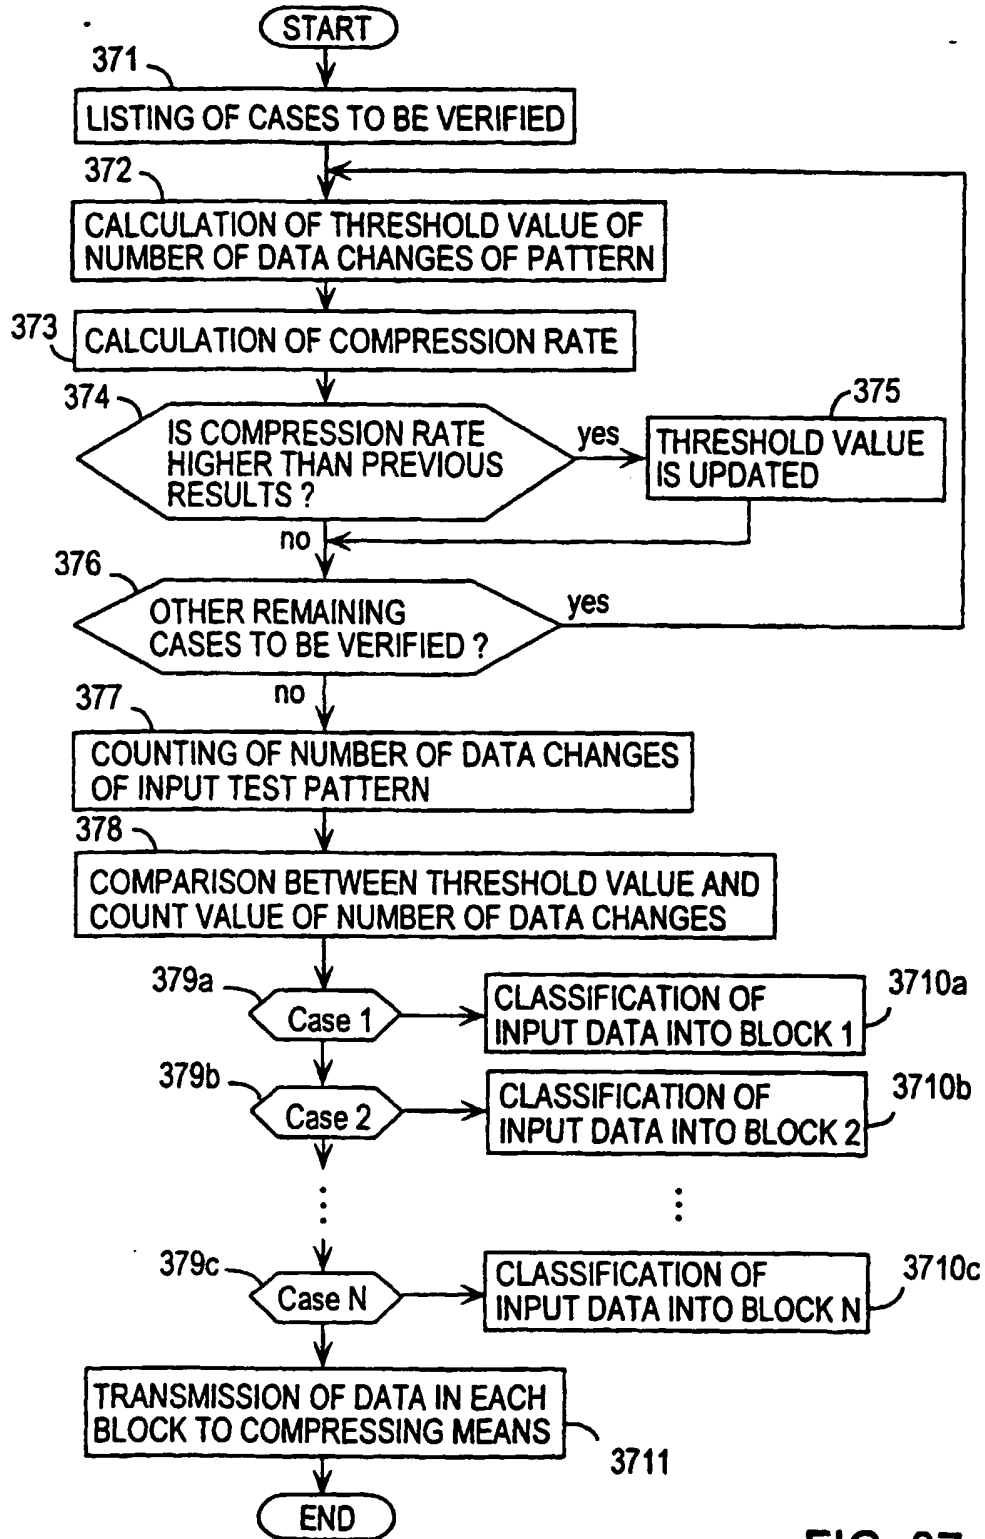 START
371
LISTING OF CASES TO BE VERIFIED
372
CALCULATION OF THRESHOLD VALUE OF
NUMBER OF DATA CHANGES OF PATTERN
373
CALCULATION OF COMPRESSION RATE
374
IS COMPRESSION RATE
HIGHER THAN PREVIOUS
RESULTS ?
yes
375
THRESHOLD VALUE
IS UPDATED
no
376
OTHER REMAINING
CASES TO BE VERIFIED ?
yes
no
377
COUNTING OF NUMBER OF DATA CHANGES
OF INPUT TEST PATTERN
378
COMPARISON BETWEEN THRESHOLD VALUE AND
COUNT VALUE OF NUMBER OF DATA CHANGES
379a
Case 1
CLASSIFICATION OF
INPUT DATA INTO BLOCK 1
3710a
379b
Case 2
CLASSIFICATION OF
INPUT DATA INTO BLOCK 2
3710b
379c
Case N
CLASSIFICATION OF
INPUT DATA INTO BLOCK N
3710c
TRANSMISSION OF DATA IN EACH
BLOCK TO COMPRESSING MEANS
3711
END